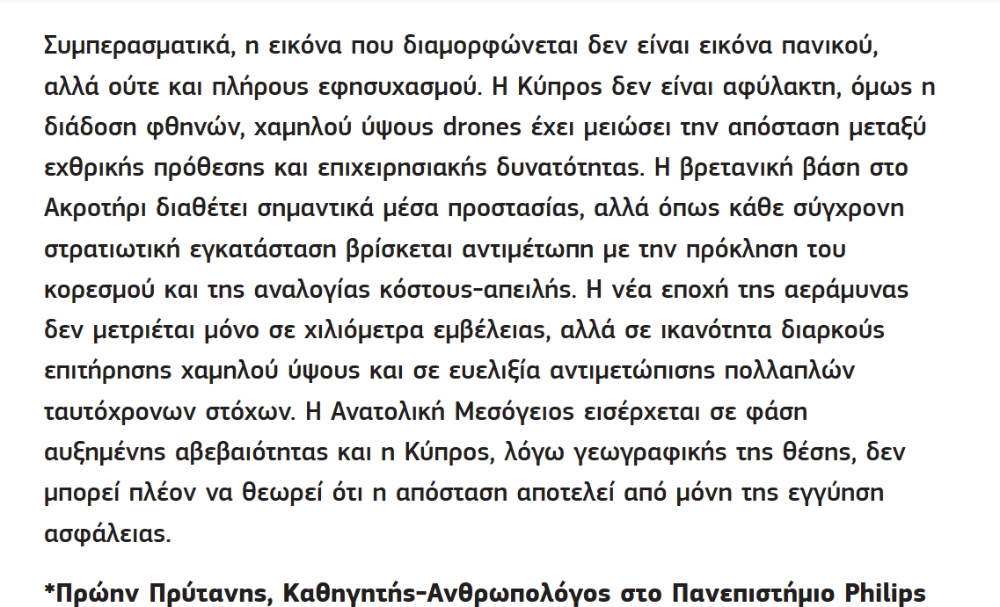 Συμπερασματικά, η εικόνα που διαμορφώνεται δεν είναι εικόνα πανικού,
αλλά ούτε και πλήρους εφησυχασμού. Η Κύπρος δεν είναι αφύλακτη, όμως η
διάδοση φθηνών, χαμηλού ύψους drones έχει μειώσει την απόσταση μεταξύ
εχθρικής πρόθεσης και επιχειρησιακής δυνατότητας. Η βρετανική βάση στο
Ακροτήρι διαθέτει σημαντικά μέσα προστασίας, αλλά όπως κάθε σύγχρονη
στρατιωτική εγκατάσταση βρίσκεται αντιμέτωπη με την πρόκληση του
κορεσμού και της αναλογίας κόστους-απειλής. Η νέα εποχή της αεράμυνας
δεν μετριέται μόνο σε χιλιόμετρα εμβέλειας, αλλά σε ικανότητα διαρκούς
επιτήρησης χαμηλού ύψους και σε ευελιξία αντιμετώπισης πολλαπλών
ταυτόχρονων στόχων. Η Ανατολική Μεσόγειος εισέρχεται σε φάση
αυξημένης αβεβαιότητας και η Κύπρος, λόγω γεωγραφικής της θέσης, δεν
μπορεί πλέον να θεωρεί ότι η απόσταση αποτελεί από μόνη της εγγύηση
ασφάλειας.
*Πρώην Πρύτανης, Καθηγητής-Ανθρωπολόγος στο Πανεπιστήμιο Philips